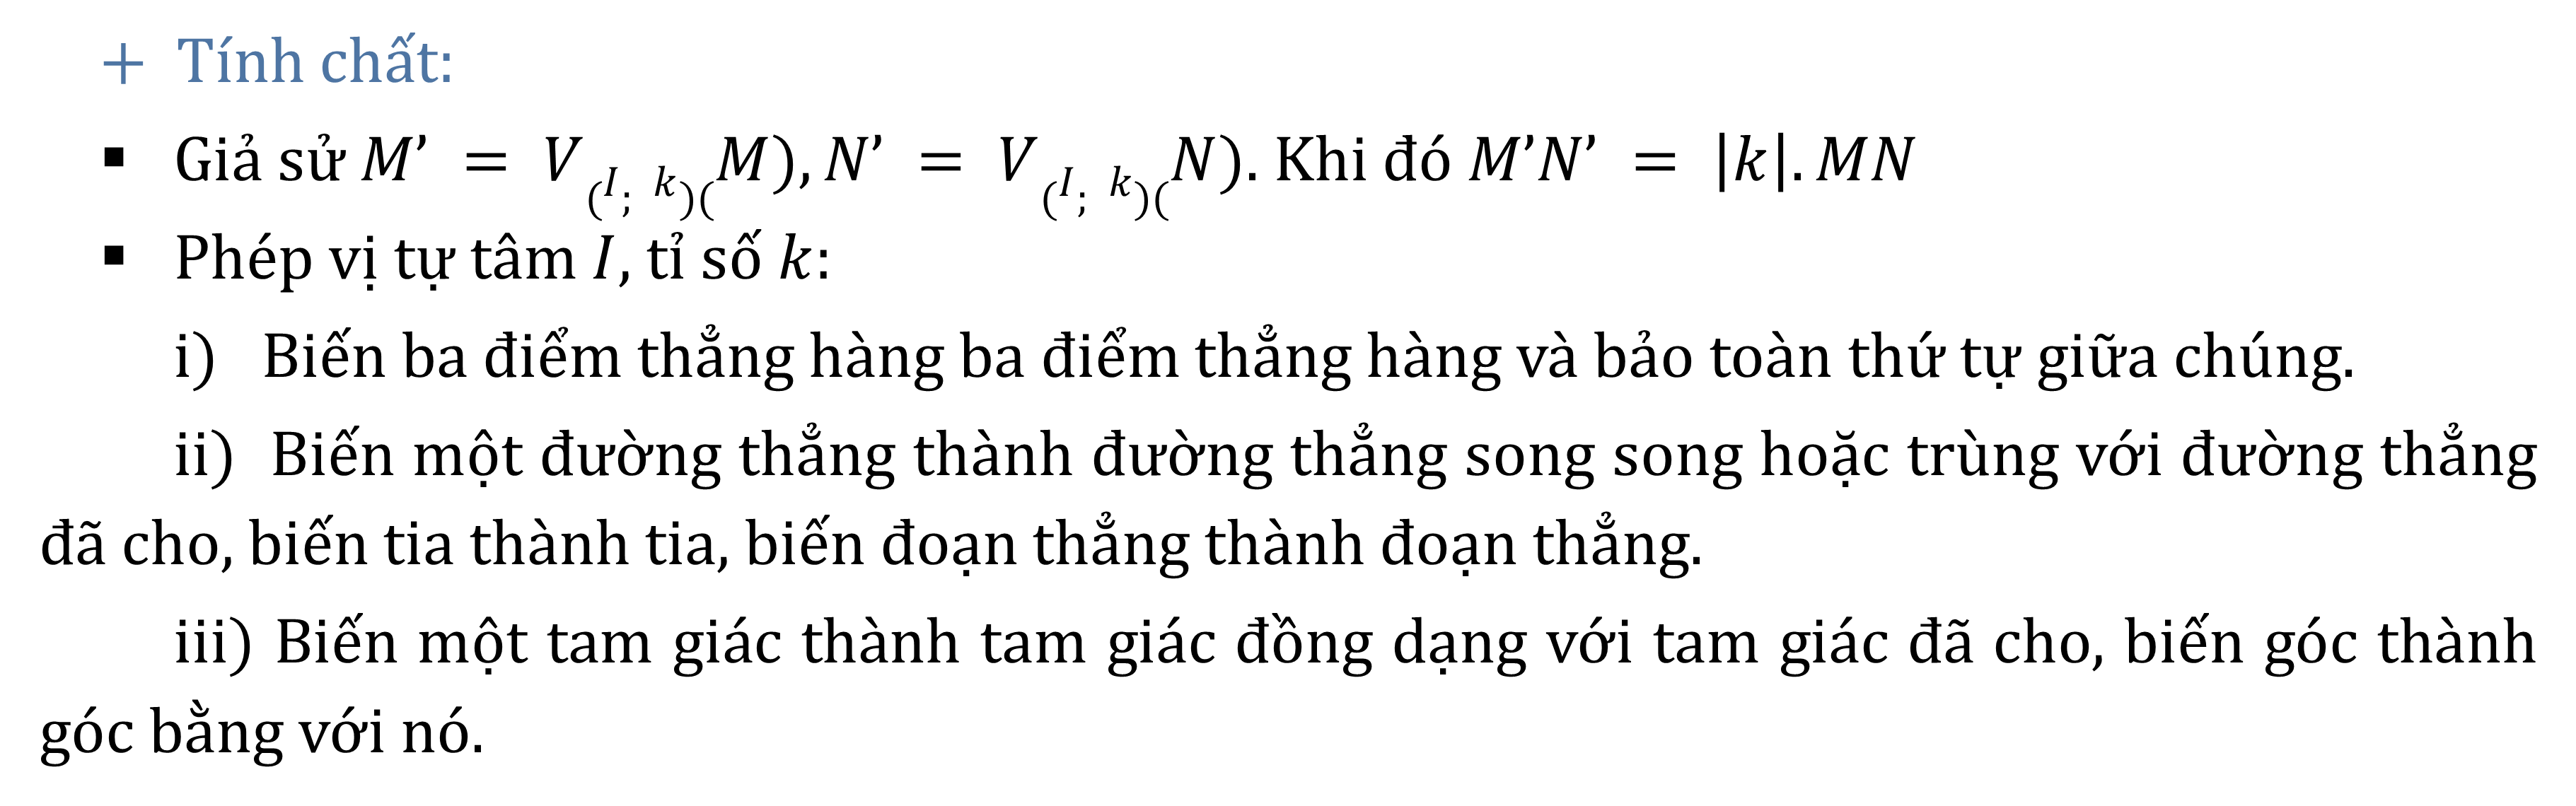 + Tính chất:
▪ Giả sử M’ = V₍I; k₎₍M), N’ = V₍I; k₎₍N). Khi đó M’N’ = |k|. MN
▪ Phép vị tự tâm I, tỉ số k:
i) Biến ba điểm thẳng hàng ba điểm thẳng hàng và bảo toàn thứ tự giữa chúng.
ii) Biến một đường thẳng thành đường thẳng song song hoặc trùng với đường thẳng
đã cho, biến tia thành tia, biến đoạn thẳng thành đoạn thẳng.
iii) Biến một tam giác thành tam giác đồng dạng với tam giác đã cho, biến góc thành
góc bằng với nó.